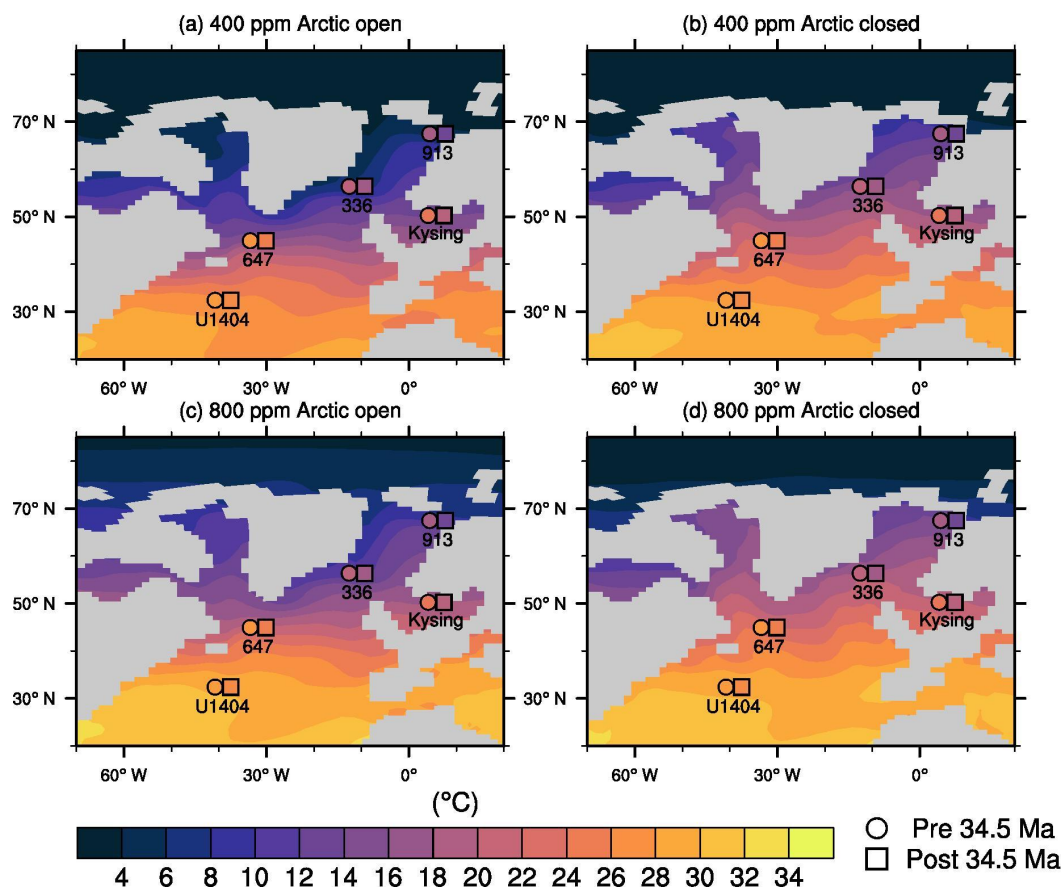 (a) 400 ppm Arctic open
(b) 400 ppm Arctic closed
70° N
50° N
30° N
913
336
Kysing
647
U1404
60° W
30° W
0°
70° N
50° N
30° N
913
336
Kysing
647
U1404
60° W
30° W
0°
(c) 800 ppm Arctic open
(d) 800 ppm Arctic closed
70° N
50° N
30° N
913
336
Kysing
647
U1404
60° W
30° W
0°
70° N
50° N
30° N
913
336
Kysing
647
U1404
60° W
30° W
0°
(°C)
4 6 8 10 12 14 16 18 20 22 24 26 28 30 32 34
Pre 34.5 Ma
Post 34.5 Ma